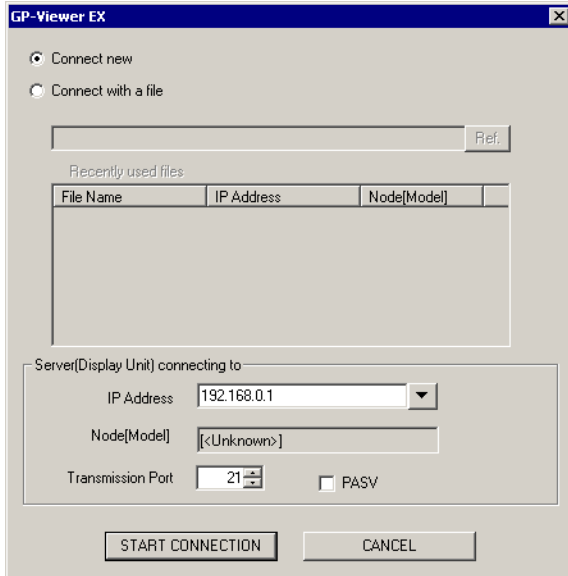 GP-Viewer EX
Connect new
Connect with a file
Ref.
Recently used files
File Name IP Address Node[Model]
Server(Display Unit) connecting to
IP Address 192.168.0.1
Node[Model] [<Unknown>]
Transmission Port 21 PASV
START CONNECTION CANCEL